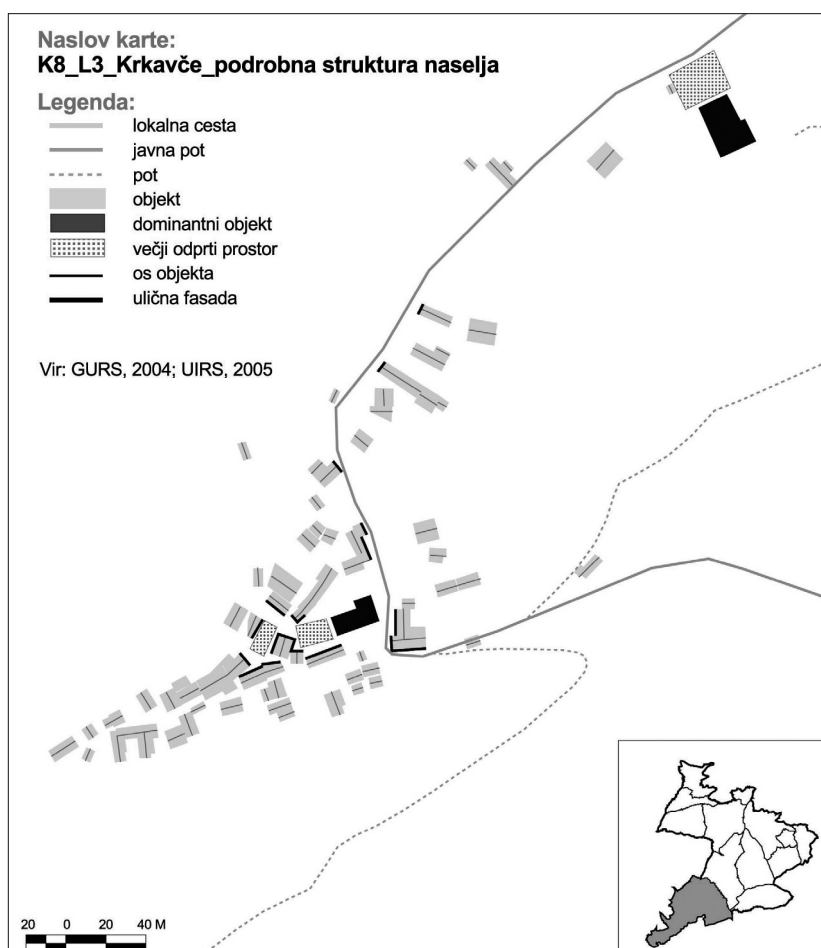 Naslov karte:
K8_L3_Krkavče_podrobna struktura naselja
Legenda:
lokalna cesta
javna pot
pot
objekt
dominantni objekt
večji odprti prostor
os objekta
ulična fasada
Vir: GURS, 2004; UIRS, 2005
20 0 20 40 M